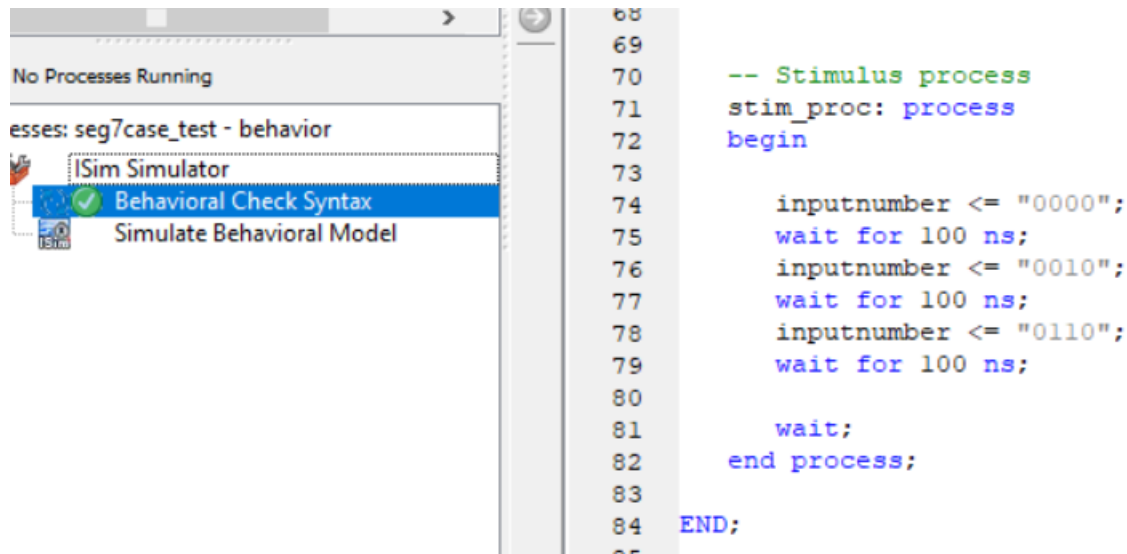 >
No Processes Running
esses: seg7case_test - behavior
ISim Simulator
Behavioral Check Syntax
ISim
Simulate Behavioral Model
68
69
70 -- Stimulus process
71 stim_proc: process
72 begin
73
74 inputnumber <= "0000";
75 wait for 100 ns;
76 inputnumber <= "0010";
77 wait for 100 ns;
78 inputnumber <= "0110";
79 wait for 100 ns;
80
81 wait;
82 end process;
83
84 END;